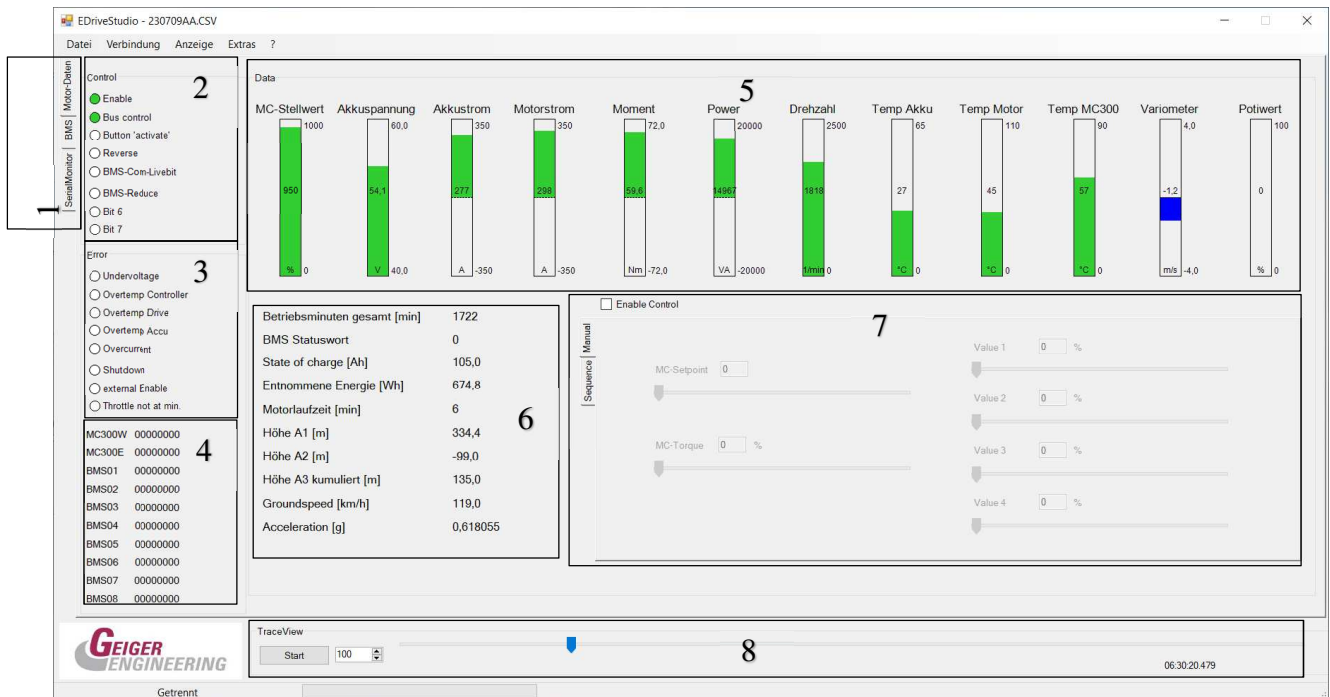 EDriveStudio - 230709AA.CSV
Datei Verbindung Anzeige Extras ?
1
Motor-Daten
BMS
SerialMonitor
2
Control
Enable
Bus control
Button 'activate'
Reverse
BMS-Com-Livebit
BMS-Reduce
Bit 6
Bit 7
3
Error
Undervoltage
Overtemp Controller
Overtemp Drive
Overtemp Accu
Overcurrent
Shutdown
external Enable
Throttle not at min.
4
MC300W 00000000
MC300E 00000000
BMS01 00000000
BMS02 00000000
BMS03 00000000
BMS04 00000000
BMS05 00000000
BMS06 00000000
BMS07 00000000
BMS08 00000000
Data
5
MC-Stellwert Akkuspannung Akkustrom Motorstrom Moment Power Drehzahl Temp Akku Temp Motor Temp MC300 Variometer Potiwert
1000 60,0 350 350 72,0 20000 2500 65 110 90 4,0 100
950 54,1 277 298 59,6 14967 1818 27 45 57 -1,2 0
% 0 V 40,0 A -350 A -350 Nm -72,0 VA -20000 1/min 0 °C 0 °C 0 °C 0 m/s -4,0 % 0
6
Betriebsminuten gesamt [min] 1722
BMS Statuswort 0
State of charge [Ah] 105,0
Entnommene Energie [Wh] 674,8
Motorlaufzeit [min] 6
Höhe A1 [m] 334,4
Höhe A2 [m] -99,0
Höhe A3 kumuliert [m] 135,0
Groundspeed [km/h] 119,0
Acceleration [g] 0,618055
Enable Control
7
Manual
Sequence
MC-Setpoint 0
MC-Torque 0 %
Value 1 0 %
Value 2 0 %
Value 3 0 %
Value 4 0 %
GEIGER
ENGINEERING
TraceView
Start 100
8
06:30:20.479
Getrennt